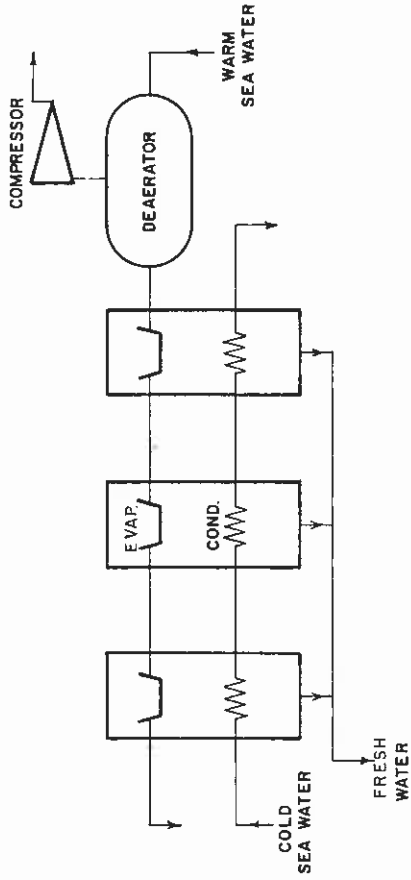 COMPRESSOR
DEAERATOR
WARM
SEA WATER
EVAP.
COND.
COLD
SEA WATER
FRESH
WATER